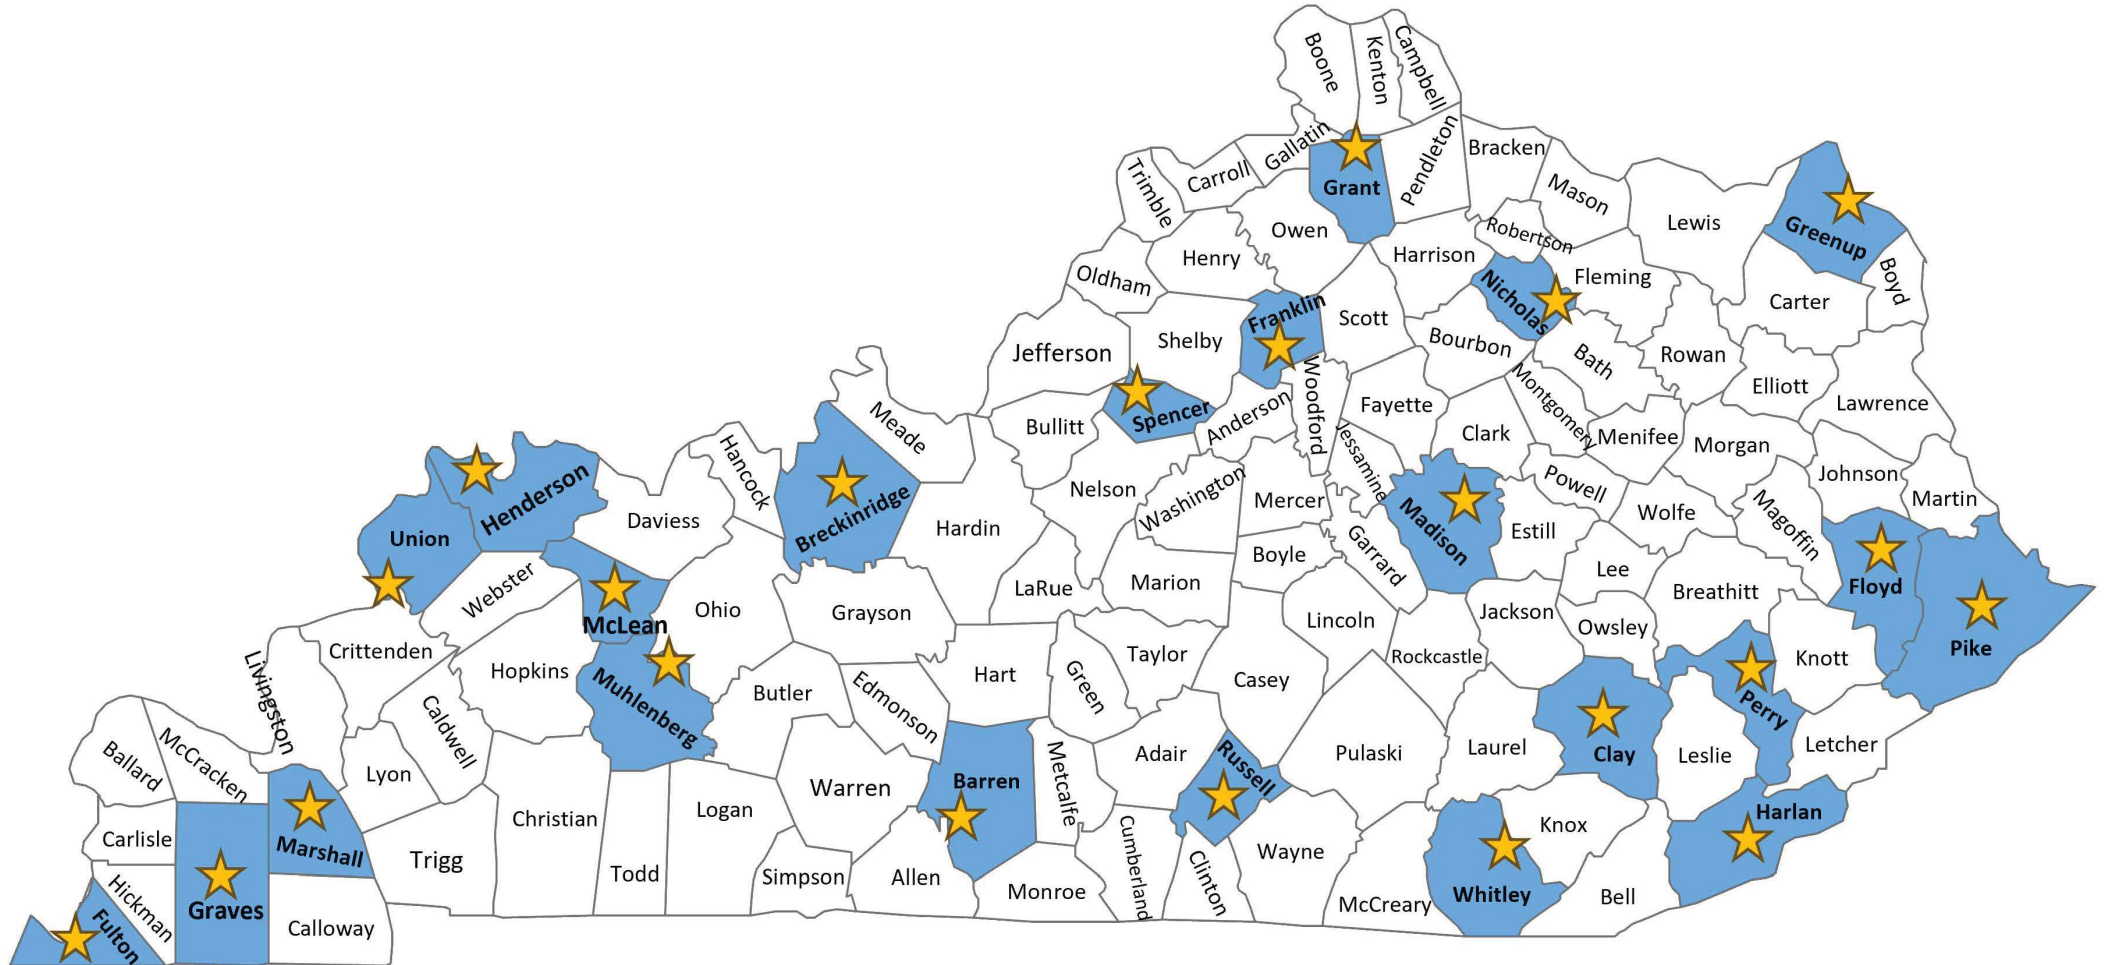 Boone
Kenton
Campbell
Gallatin
Grant
Pendleton
Bracken
Mason
Lewis
Greenup
Boyd
Trimble
Carroll
Owen
Robertson
Harrison
Nicholas
Fleming
Carter
Henry
Oldham
Franklin
Scott
Shelby
Jefferson
Bourbon
Bath
Rowan
Elliott
Lawrence
Spencer
Anderson
Woodford
Fayette
Montgomery
Meade
Bullitt
Clark
Menifee
Morgan
Jessamine
Hancock
Henderson
Breckinridge
Nelson
Washington
Mercer
Madison
Powell
Wolfe
Magoffin
Johnson
Martin
Union
Daviess
Hardin
Boyle
Garrard
Estill
Lee
Breathitt
Floyd
Pike
Webster
McLean
Ohio
Grayson
LaRue
Marion
Lincoln
Jackson
Owsley
Crittenden
Hopkins
Muhlenberg
Butler
Edmonson
Hart
Green
Taylor
Casey
Rockcastle
Perry
Knott
Livingston
Caldwell
Lyon
Ballard
McCracken
Warren
Barren
Metcalfe
Adair
Russell
Pulaski
Laurel
Clay
Leslie
Letcher
Carlisle
Graves
Marshall
Trigg
Christian
Todd
Logan
Simpson
Allen
Monroe
Cumberland
Clinton
Wayne
McCreary
Whitley
Knox
Bell
Harlan
Hickman
Fulton
Calloway